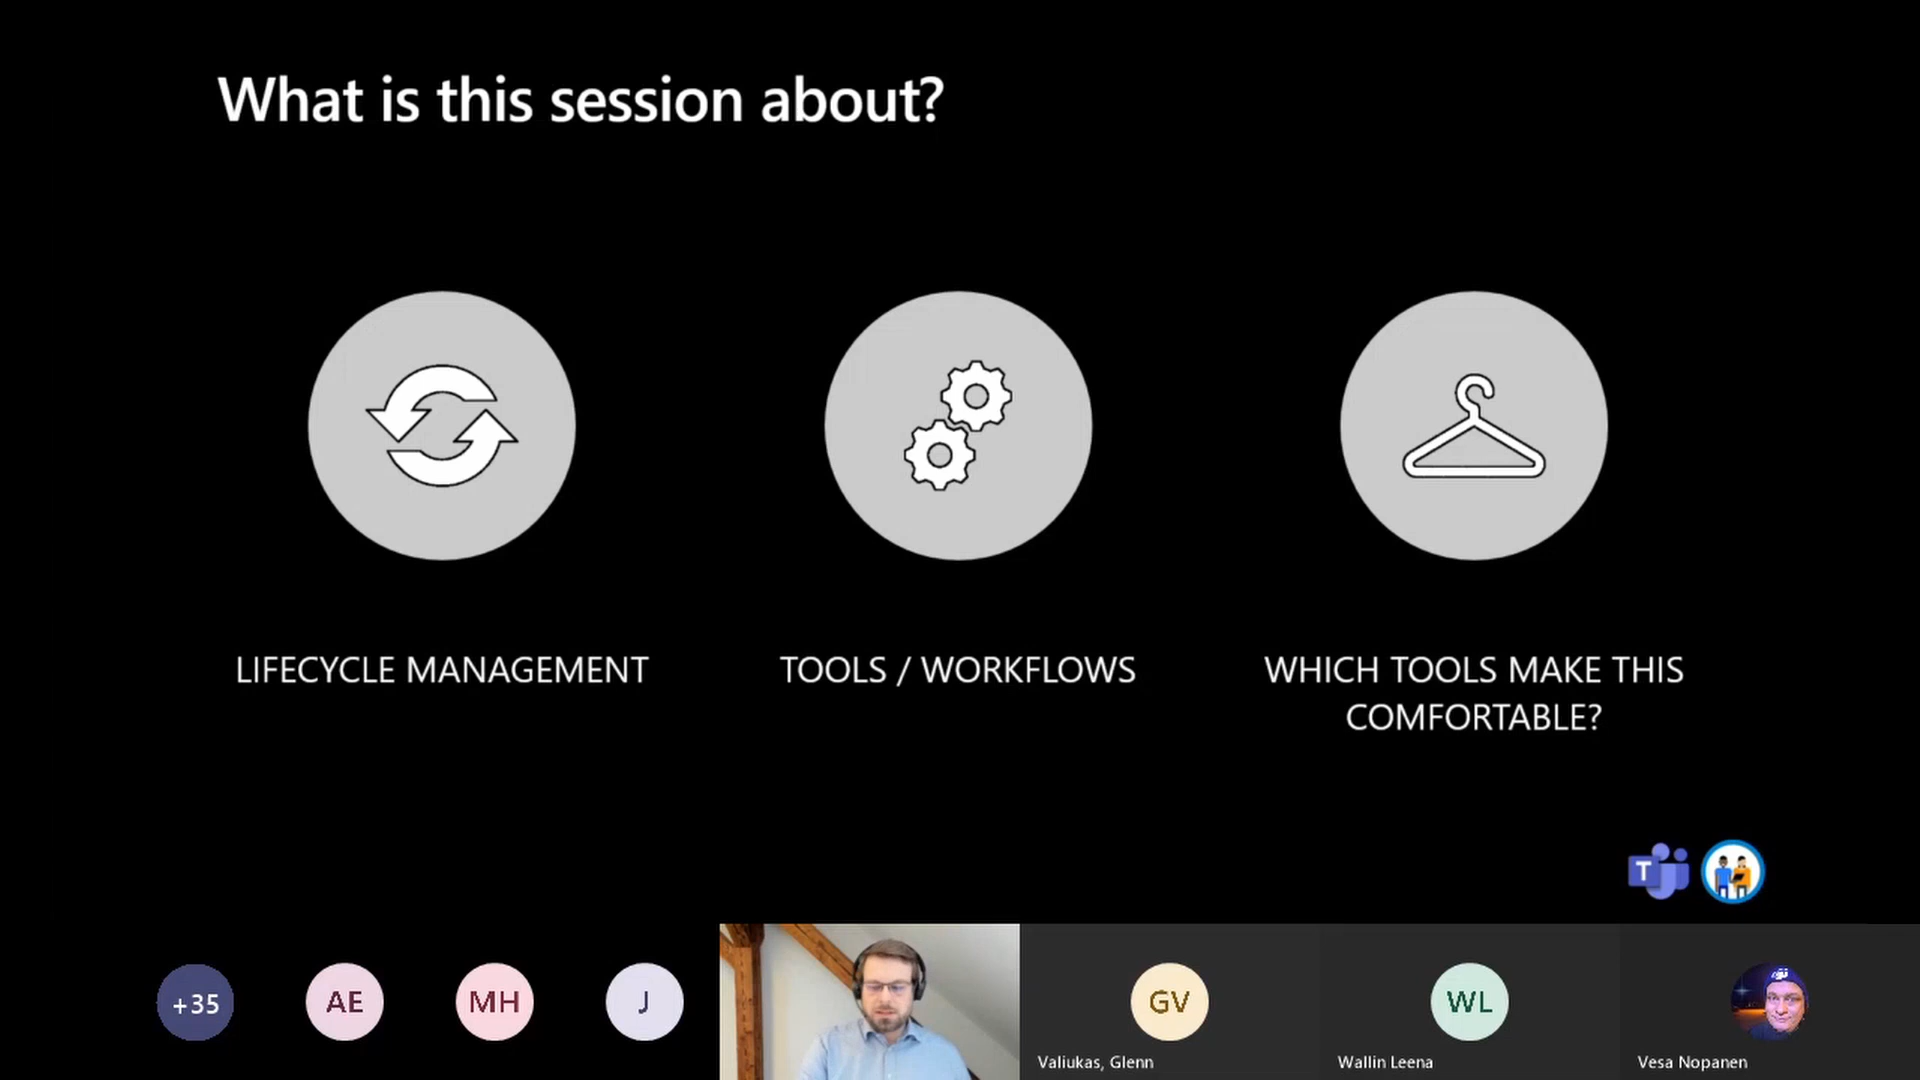 What is this session about?
LIFECYCLE MANAGEMENT
TOOLS / WORKFLOWS
WHICH TOOLS MAKE THIS
COMFORTABLE?
T
+35
AE
MH
J
GV
Valiukas, Glenn
WL
Wallin Leena
Vesa Nopanen